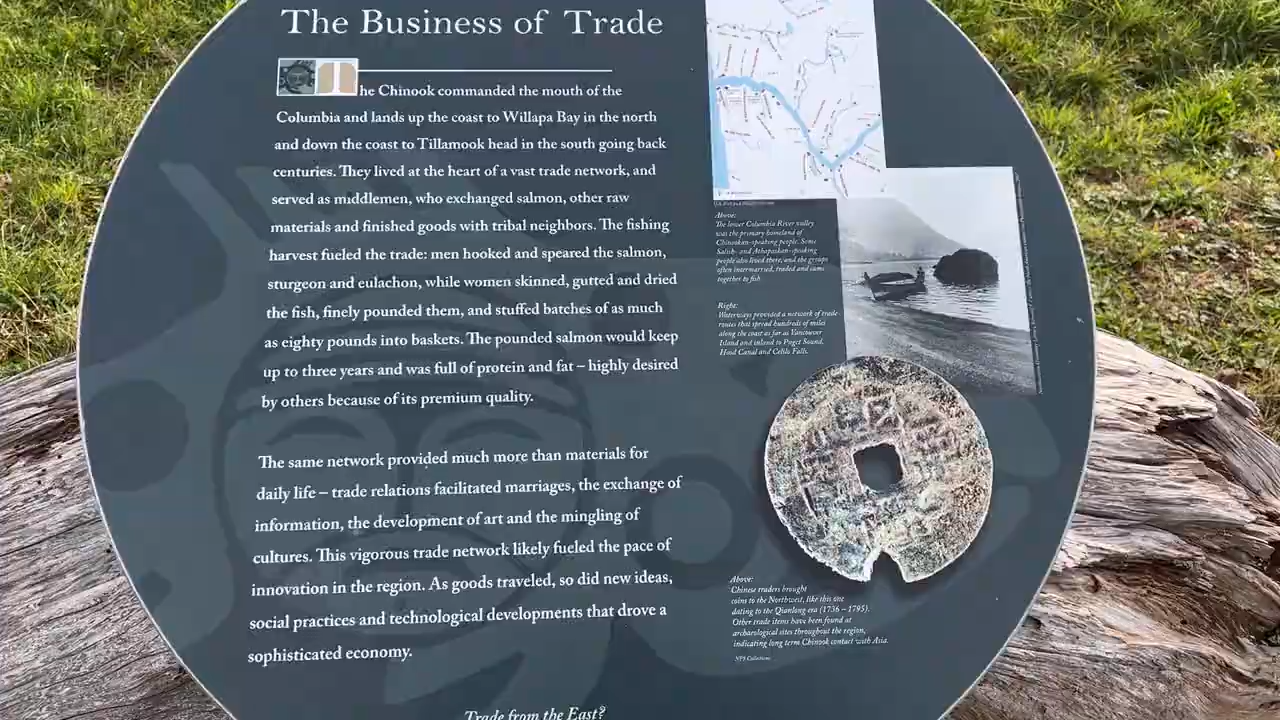 The Business of Trade
The Chinook commanded the mouth of the
Columbia and lands up the coast to Willapa Bay in the north
and down the coast to Tillamook head in the south going back
centuries. They lived at the heart of a vast trade network, and
served as middlemen, who exchanged salmon, other raw
materials and finished goods with tribal neighbors. The fishing
harvest fueled the trade: men hooked and speared the salmon,
sturgeon and eulachon, while women skinned, gutted and dried
the fish, finely pounded them, and stuffed batches of as much
as eighty pounds into baskets. The pounded salmon would keep
up to three years and was full of protein and fat – highly desired
by others because of its premium quality.
The same network provided much more than materials for
daily life – trade relations facilitated marriages, the exchange of
information, the development of art and the mingling of
cultures. This vigorous trade network likely fueled the pace of
innovation in the region. As goods traveled, so did new ideas,
social practices and technological developments that drove a
sophisticated economy.
Trade from the East?
Above:
The lower Columbia River valley
was the primary homeland of
Chinookan-speaking people. Some
Salish- and Athapaskan-speaking
people also lived there, and the groups
often intermarried, traded and came
together to fish
Right:
Waterways provided a network of trade
routes that spread hundreds of miles
along the coast as far as Vancouver
Island and inland to Puget Sound,
Hood Canal and Celilo Falls.
Above:
Chinese traders brought
coins to the Northwest, like this one
dating to the Qianlong era (1736 – 1795).
Other trade items have been found at
archaeological sites throughout the region,
indicating long term Chinook contact with Asia.
NPS Collections